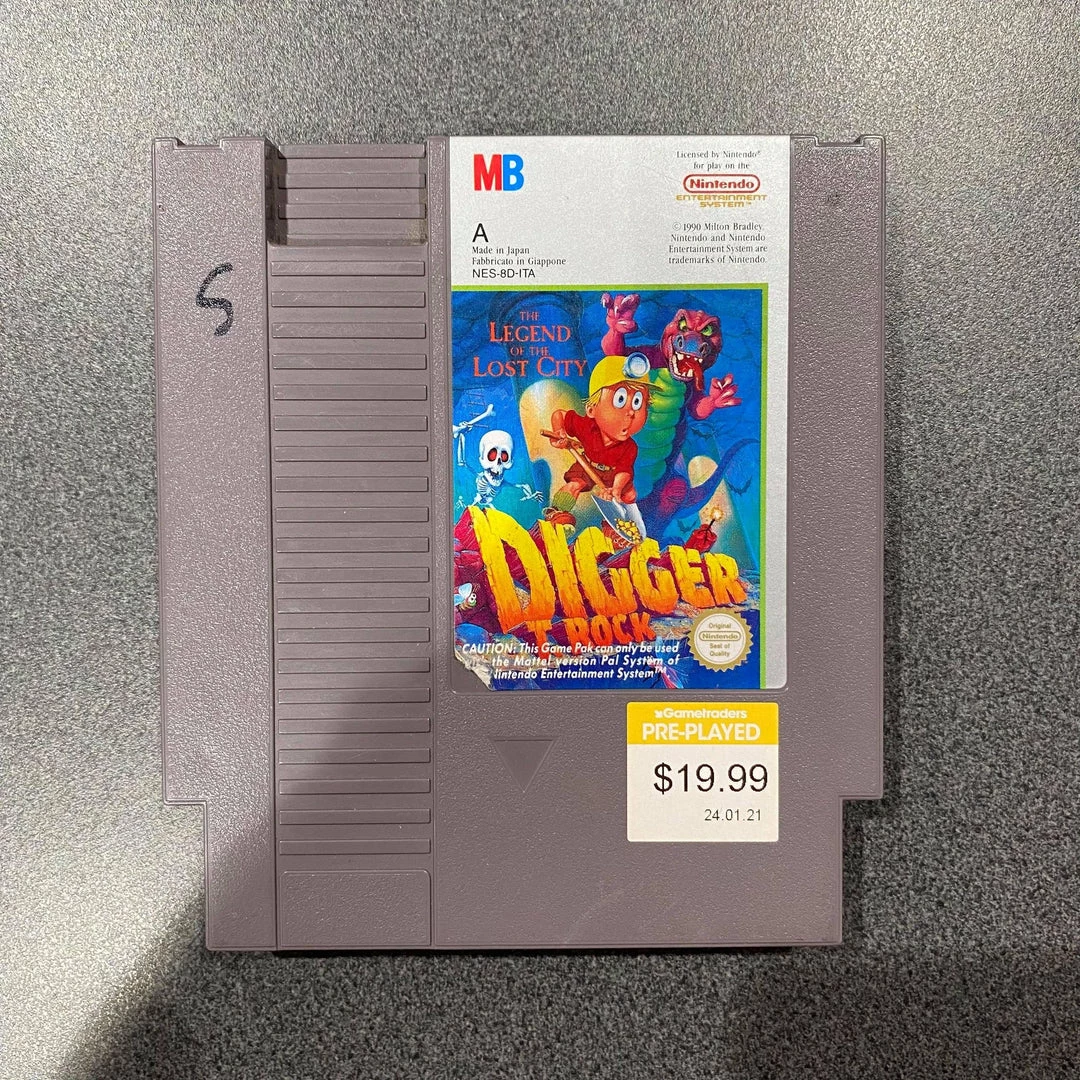 MB
Licensed by Nintendo®
for play on the
Nintendo
ENTERTAINMENT
SYSTEM™
A
Made in Japan
Fabbricato in Giappone
NES-8D-ITA
© 1990 Milton Bradley.
Nintendo and Nintendo
Entertainment System are
trademarks of Nintendo.
THE
LEGEND
OF THE
LOST CITY
DIGGER
T. ROCK
CAUTION: This Game Pak can only be used
the Mattel version Pal System of
Nintendo Entertainment System™
Original
Nintendo
Seal of
Quality
S
Gametraders
PRE-PLAYED
$19.99
24.01.21